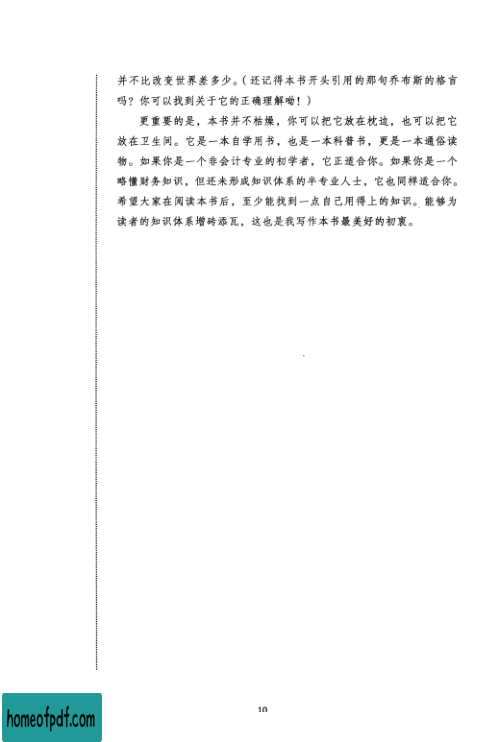 并不比改变世界差多少。(还记得本书开头引用的那句乔布斯的格言
吗？你可以找到关于它的正确理解呦！)
更重要的是，本书并不枯燥，你可以把它放在枕边，也可以把它
放在卫生间。它是一本自学用书，也是一本科普书，更是一本通俗读
物。如果你是一个非会计专业的初学者，它正适合你。如果你是一个
略懂财务知识，但还未形成知识体系的半专业人士，它也同样适合你。
希望大家在阅读本书后，至少能找到一点自己用得上的知识。能够为
读者的知识体系增砖添瓦，这也是我写作本书最美好的初衷。
10
homeofpdf.com